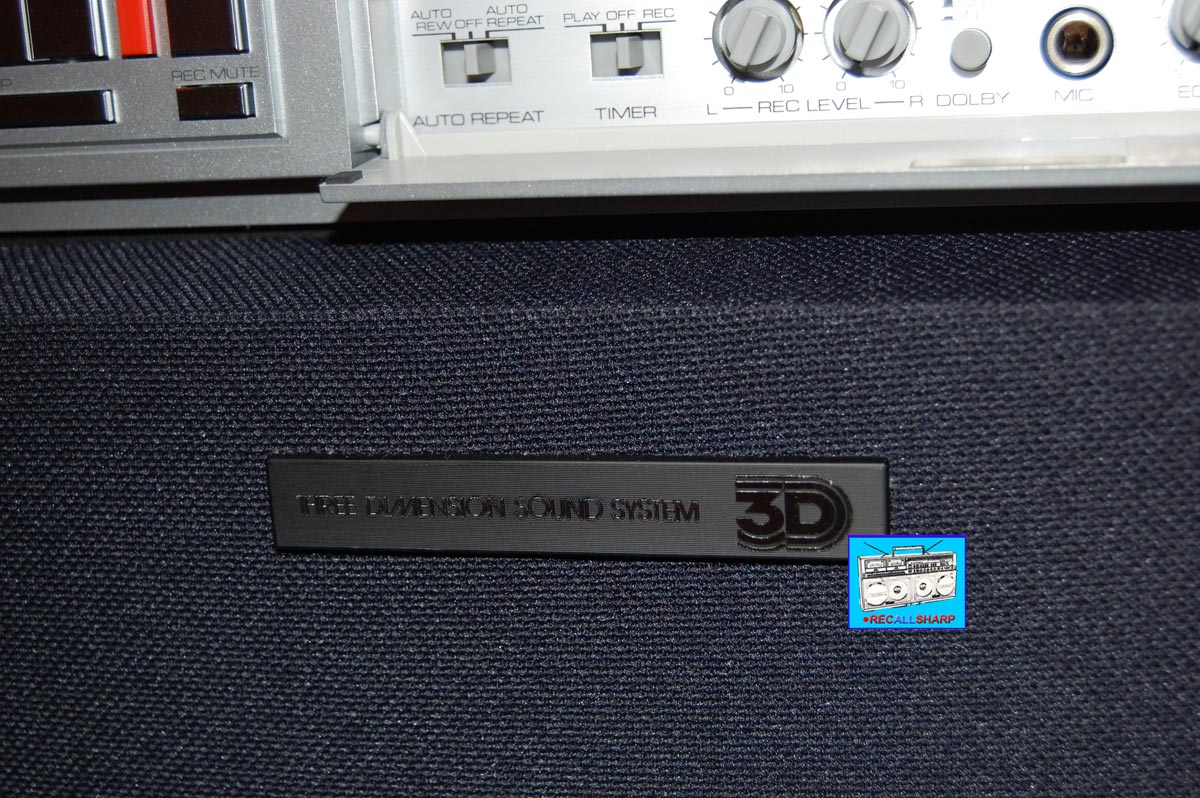 AUTO AUTO
REW OFF REPEAT
PLAY OFF REC
REC MUTE
0 10 0 10
L REC LEVEL R
AUTO REPEAT
TIMER
DOLBY
MIC
THREE DIMENSION SOUND SYSTEM 3D
•RECALLSHARP